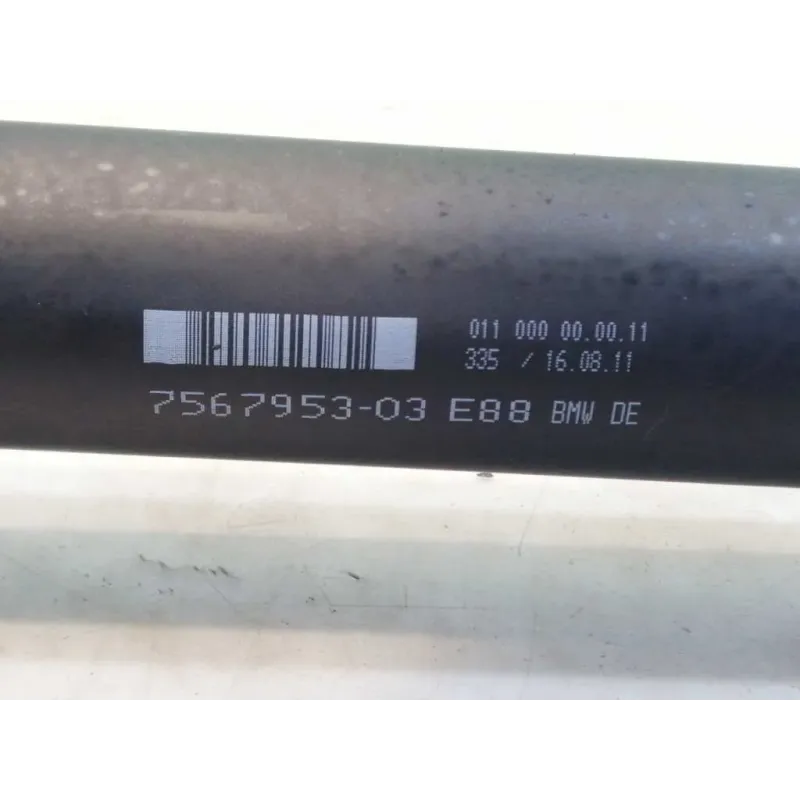 011 000 00.00.11
335 / 16.08.11
7567953-03 E88 BMW DE